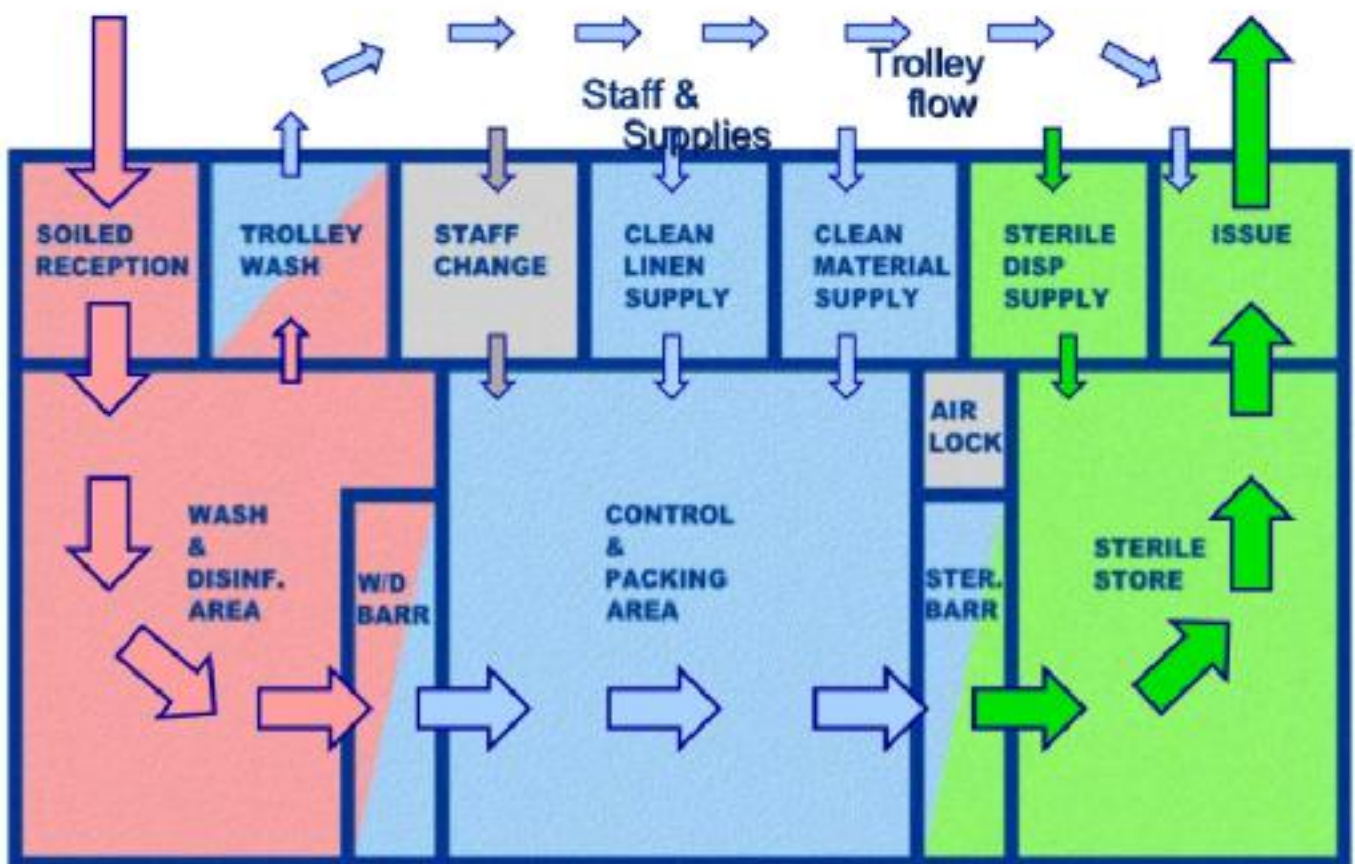 Trolley
flow
Staff &
Supplies
SOILED
RECEPTION
TROLLEY
WASH
STAFF
CHANGE
CLEAN
LINEN
SUPPLY
CLEAN
MATERIAL
SUPPLY
STERILE
DISP
SUPPLY
ISSUE
WASH
&
DISINF.
AREA
W/D
BARR
CONTROL
&
PACKING
AREA
AIR
LOCK
STER.
BARR
STERILE
STORE